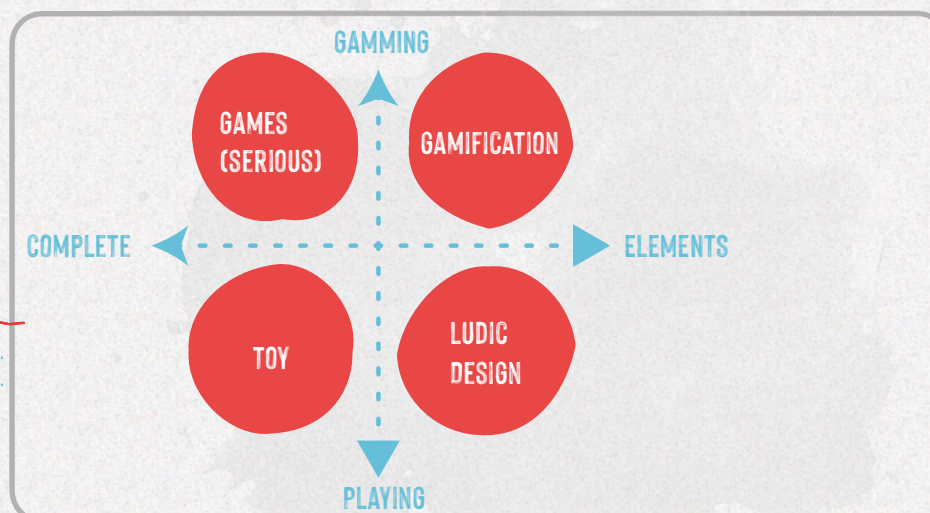 GAMMING
GAMES
(SERIOUS)
GAMIFICATION
COMPLETE
ELEMENTS
TOY
LUDIC
DESIGN
PLAYING